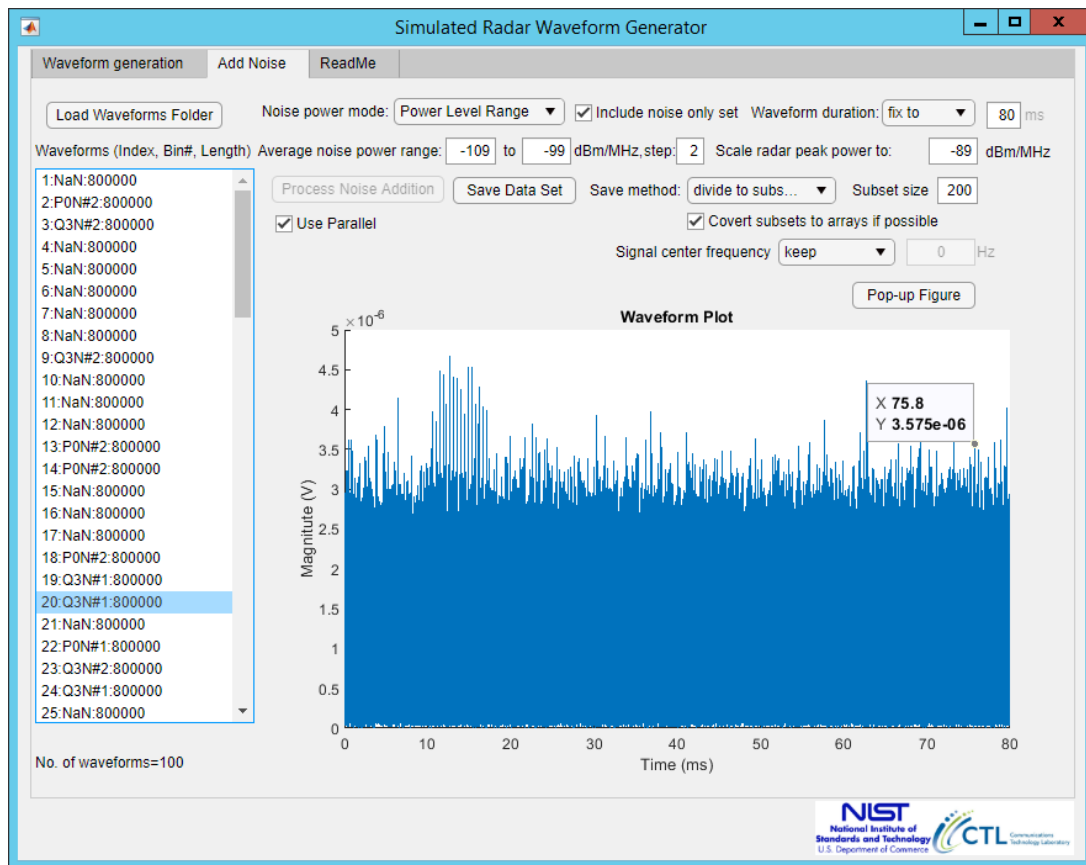 Simulated Radar Waveform Generator
Waveform generation Add Noise ReadMe
Load Waveforms Folder Noise power mode: Power Level Range Include noise only set Waveform duration: fix to 80 ms
Waveforms (Index, Bin#, Length) Average noise power range: -109 to -99 dBm/MHz,step: 2 Scale radar peak power to: -89 dBm/MHz
Process Noise Addition Save Data Set Save method: divide to subs... Subset size 200
Use Parallel Covert subsets to arrays if possible
Signal center frequency keep 0 Hz
Pop-up Figure
1:NaN:800000
2:P0N#2:800000
3:Q3N#2:800000
4:NaN:800000
5:NaN:800000
6:NaN:800000
7:NaN:800000
8:NaN:800000
9:Q3N#2:800000
10:NaN:800000
11:NaN:800000
12:NaN:800000
13:P0N#2:800000
14:P0N#2:800000
15:NaN:800000
16:NaN:800000
17:NaN:800000
18:P0N#2:800000
19:Q3N#1:800000
20:Q3N#1:800000
21:NaN:800000
22:P0N#1:800000
23:Q3N#2:800000
24:Q3N#1:800000
25:NaN:800000
No. of waveforms=100
Waveform Plot
×10⁻⁶
5
4.5
4
3.5
3
2.5
2
1.5
1
0.5
0
Magnitute (V)
X 75.8
Y 3.575e-06
0 10 20 30 40 50 60 70 80
Time (ms)
NIST
National Institute of
Standards and Technology
U.S. Department of Commerce
CTL
Communications
Technology Laboratory